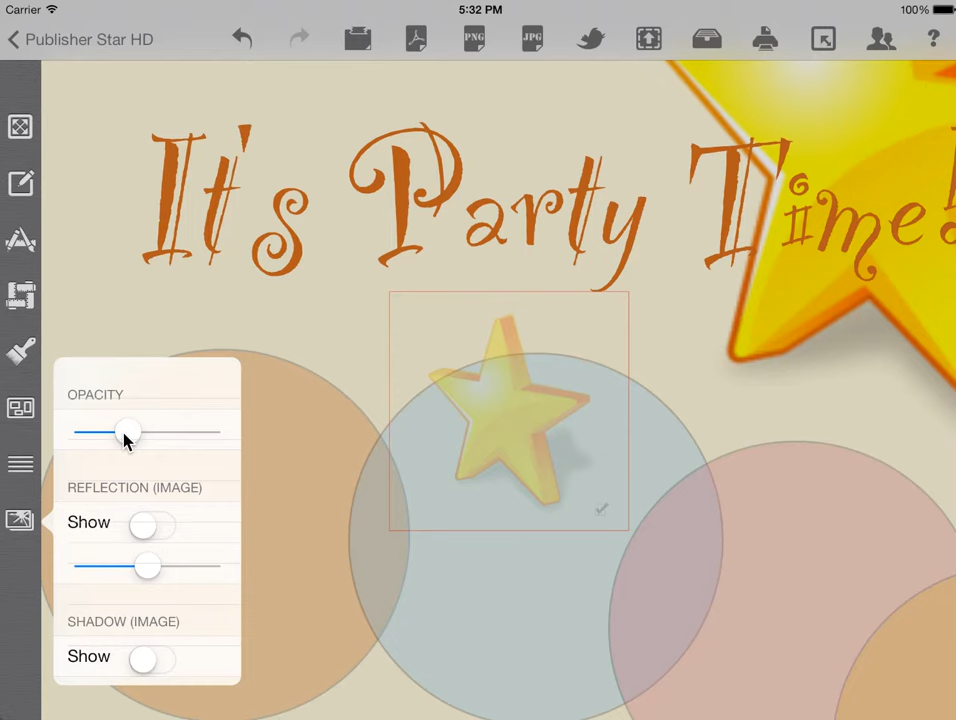 Carrier 5:32 PM 100%
Publisher Star HD PNG JPG ?
It's Party Time!
OPACITY
REFLECTION (IMAGE)
Show
SHADOW (IMAGE)
Show